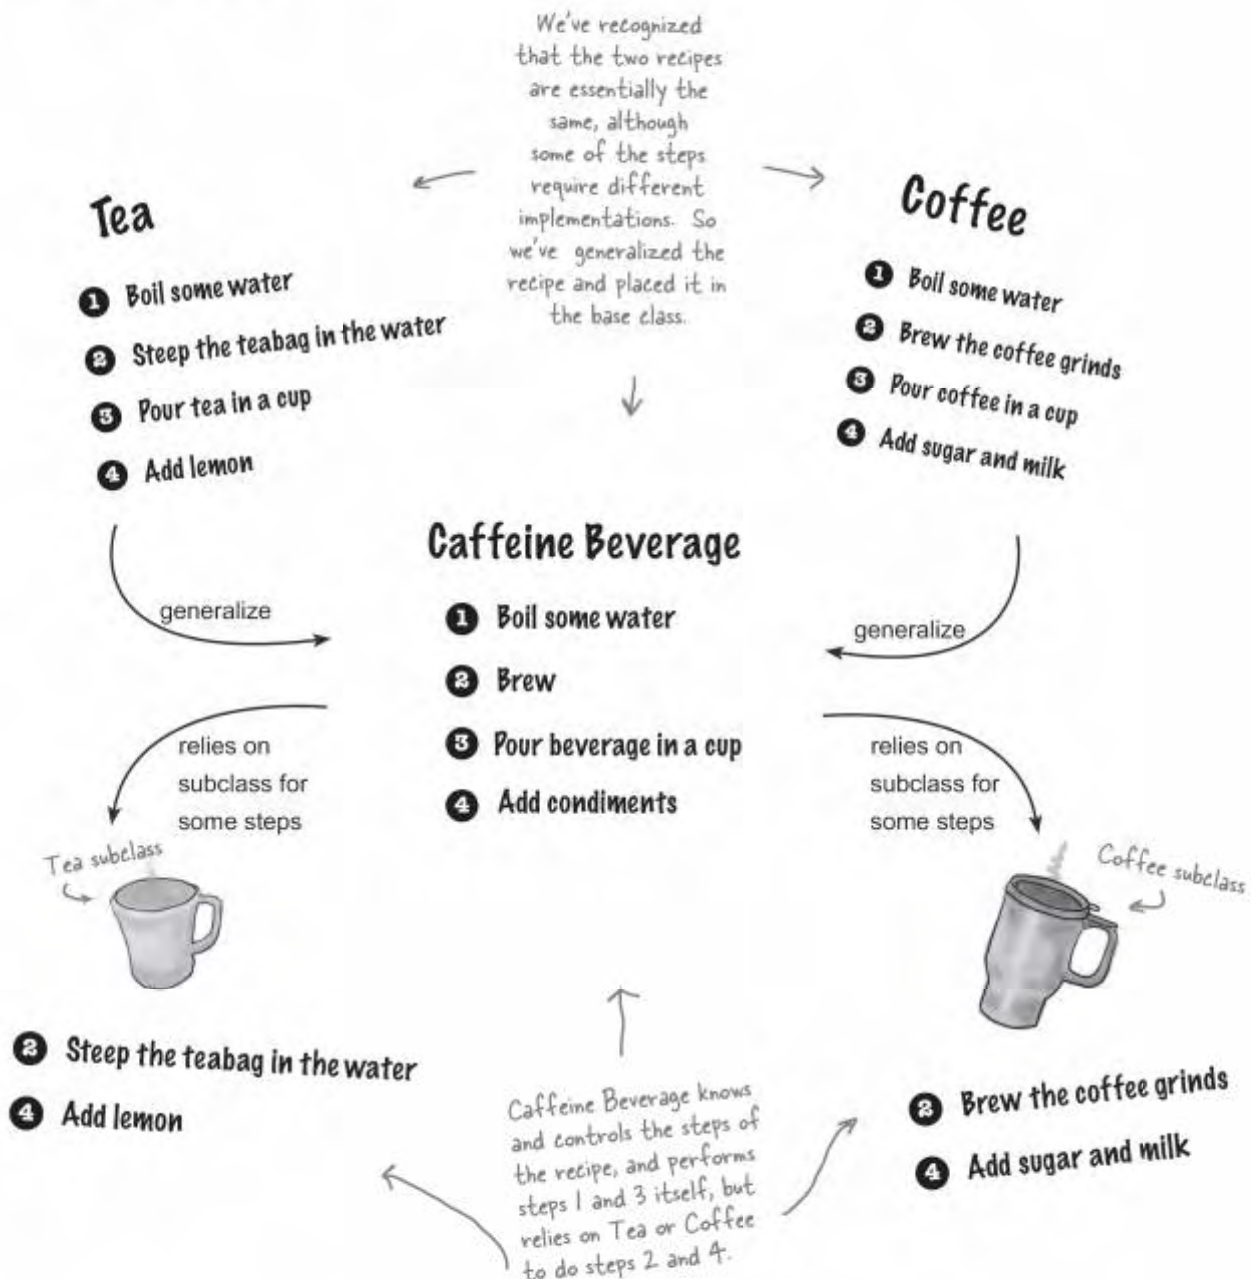 We've recognized
that the two recipes
are essentially the
same, although
some of the steps
require different
implementations. So
we've generalized the
recipe and placed it in
the base class.
Tea
1 Boil some water
2 Steep the teabag in the water
3 Pour tea in a cup
4 Add lemon
Coffee
1 Boil some water
2 Brew the coffee grinds
3 Pour coffee in a cup
4 Add sugar and milk
generalize
Caffeine Beverage
1 Boil some water
2 Brew
3 Pour beverage in a cup
4 Add condiments
generalize
relies on
subclass for
some steps
relies on
subclass for
some steps
Tea subclass
Coffee subclass
2 Steep the teabag in the water
4 Add lemon
Caffeine Beverage knows
and controls the steps of
the recipe, and performs
steps 1 and 3 itself, but
relies on Tea or Coffee
to do steps 2 and 4.
2 Brew the coffee grinds
4 Add sugar and milk